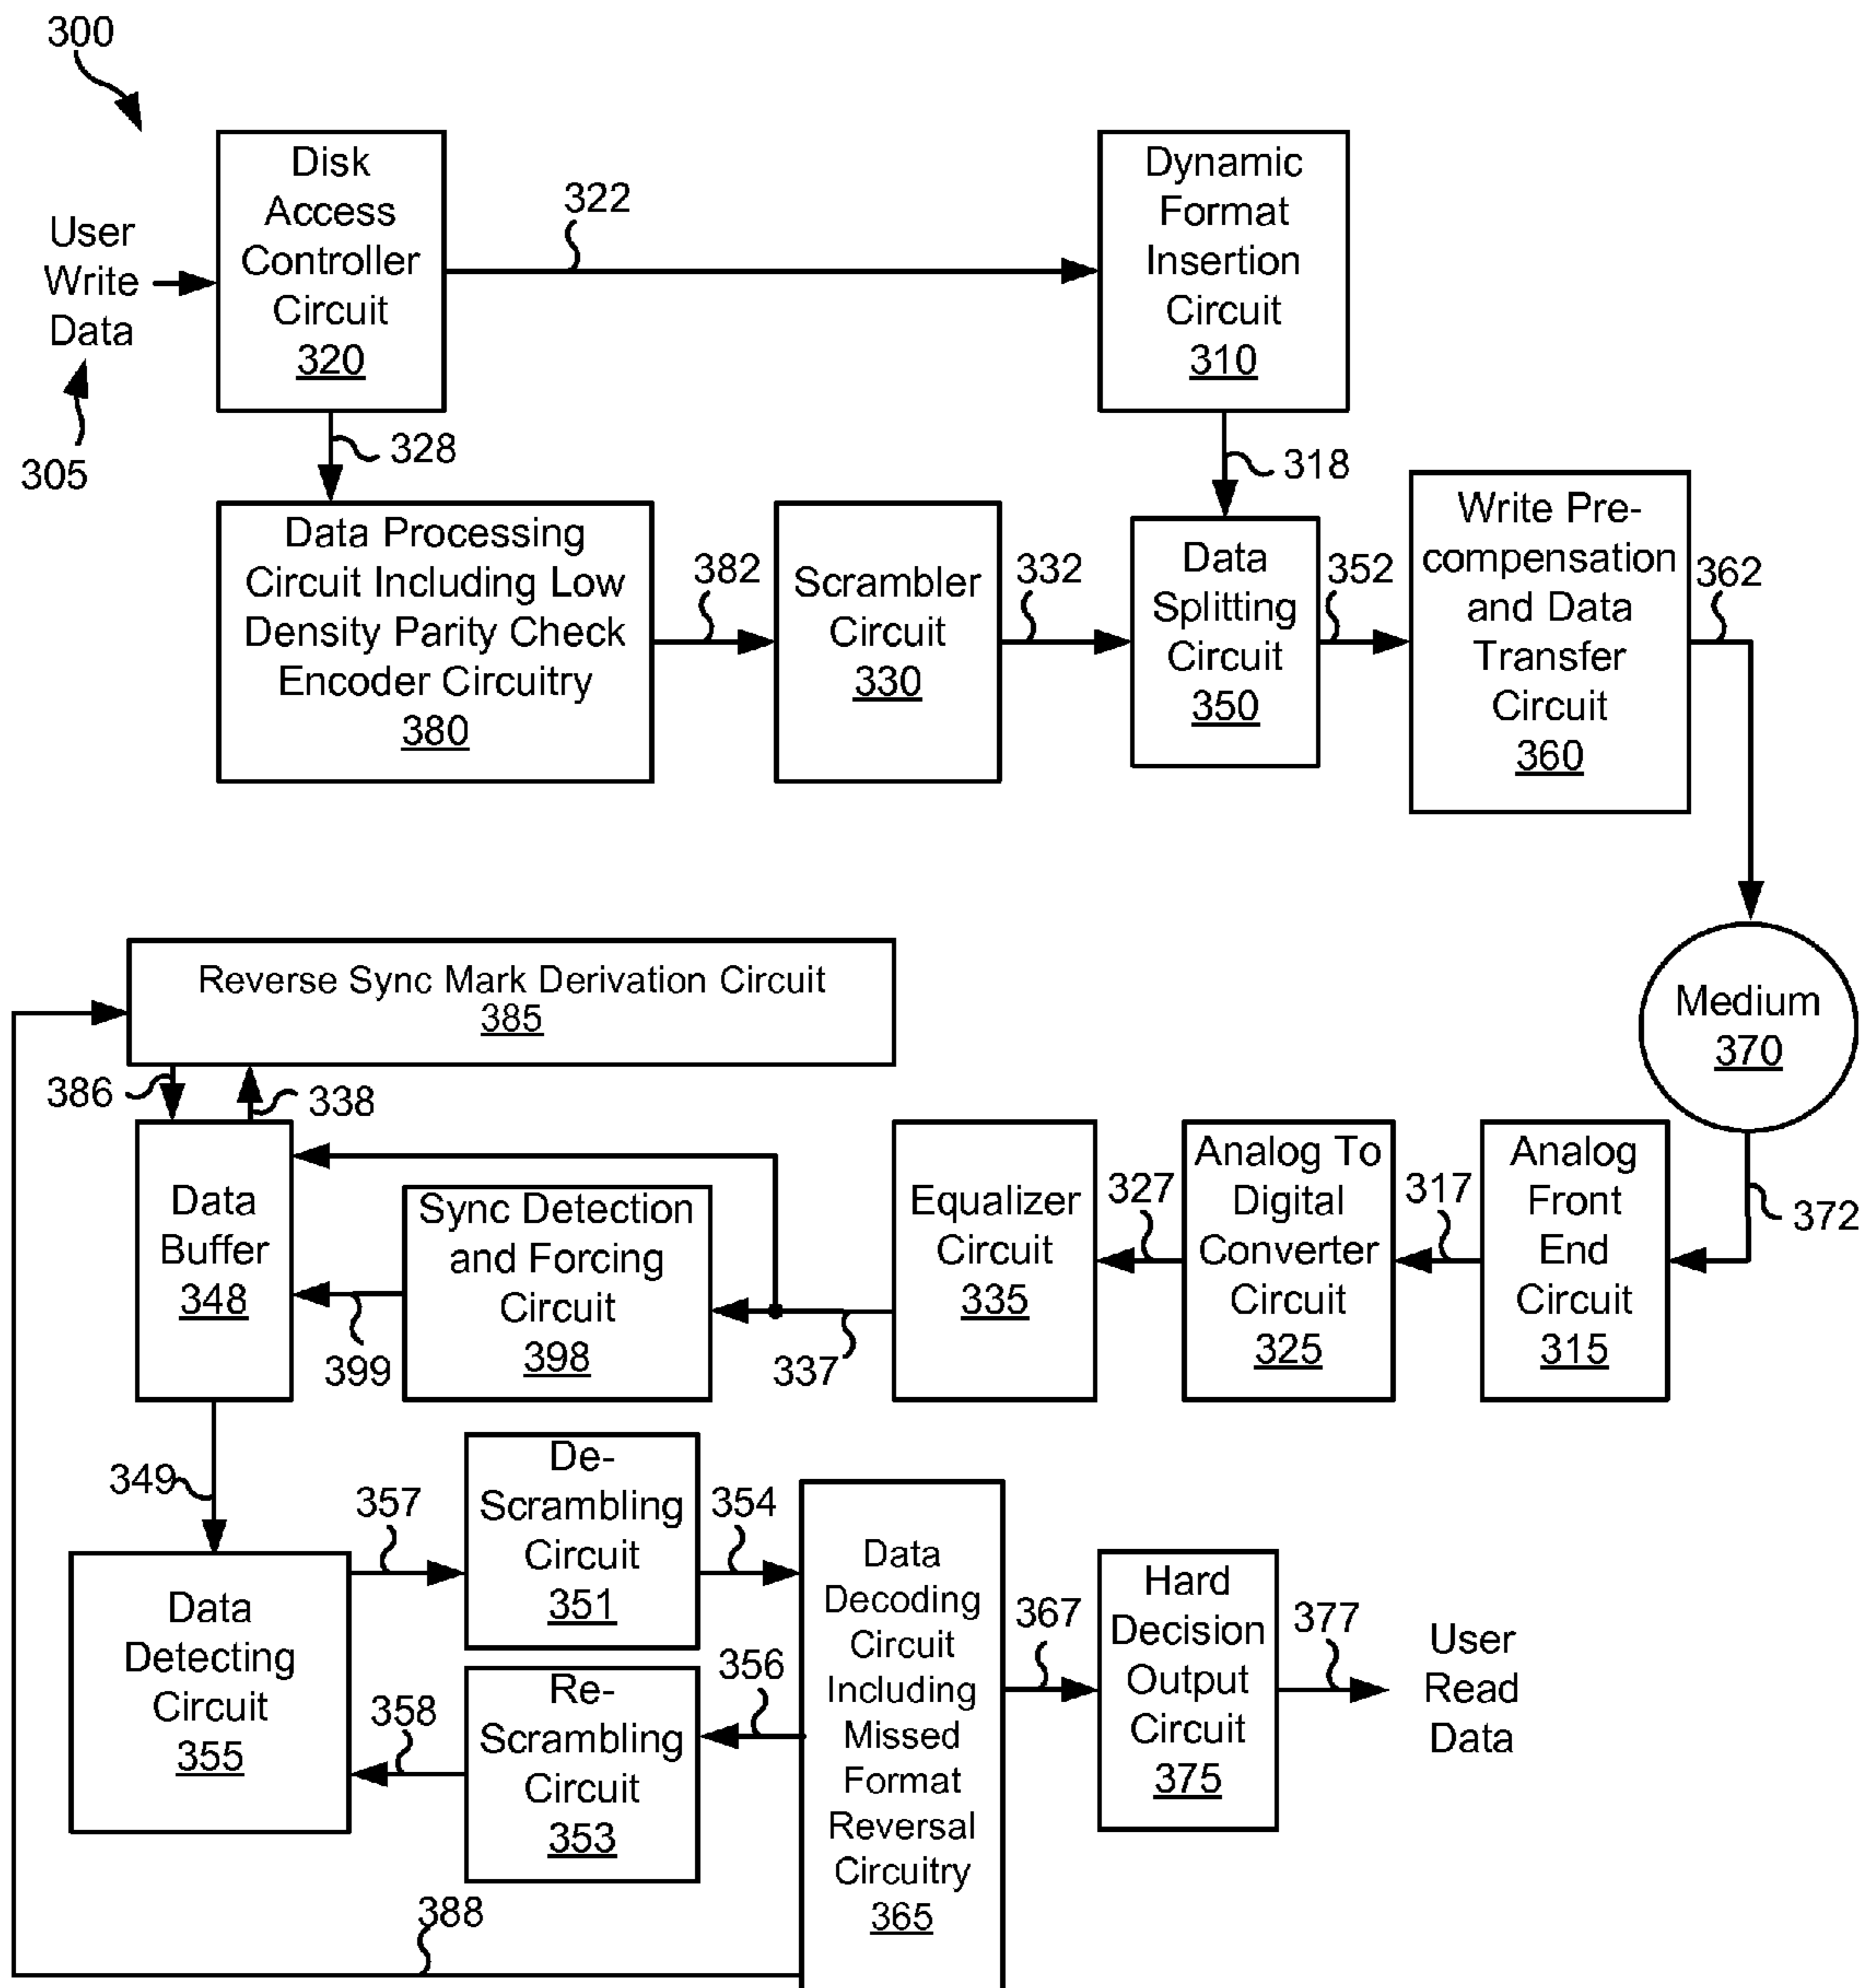 300
Disk
Access
Controller
Circuit
320
322
Dynamic
Format
Insertion
Circuit
310
User
Write
Data
305
328
318
Data Processing
Circuit Including Low
Density Parity Check
Encoder Circuitry
380
382
Scrambler
Circuit
330
332
Data
Splitting
Circuit
350
352
Write Pre-
compensation
and Data
Transfer
Circuit
360
362
Reverse Sync Mark Derivation Circuit
385
Medium
370
386
338
Data
Buffer
348
Sync Detection
and Forcing
Circuit
398
399
337
Equalizer
Circuit
335
327
Analog To
Digital
Converter
Circuit
325
317
Analog
Front
End
Circuit
315
372
349
Data
Detecting
Circuit
355
357
De-
Scrambling
Circuit
351
354
358
Re-
Scrambling
Circuit
353
356
Data
Decoding
Circuit
Including
Missed
Format
Reversal
Circuitry
365
367
Hard
Decision
Output
Circuit
375
377
User
Read
Data
388